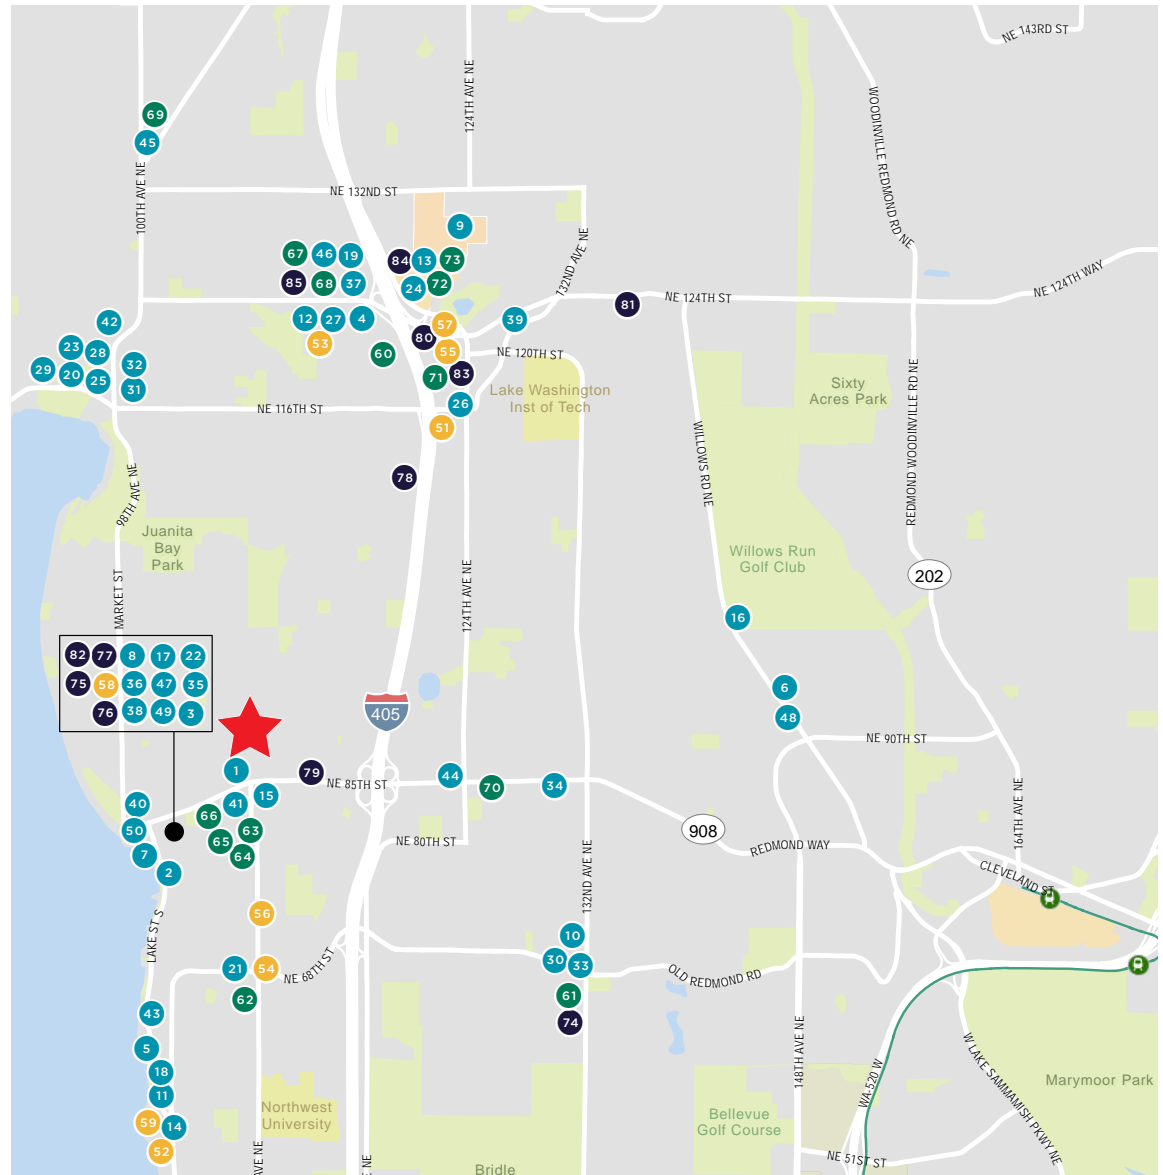 NE 143RD ST
124TH AVE NE
WOODINVILLE REDMOND RD NE
69
45
100TH AVE NE
NE 132ND ST
9
132ND AVE NE
67
46
19
84
13
73
85
68
37
24
72
NE 124TH WAY
NE 124TH ST
81
42
12
27
4
57
39
53
80
23
28
60
55
NE 120TH ST
29
20
25
32
31
71
83
Lake Washington
Inst of Tech
Sixty
Acres Park
NE 116TH ST
26
51
REDMOND WOODINVILLE RD NE
WILLOWS RD NE
78
98TH AVE NE
Juanita
Bay
Park
Willows Run
Golf Club
202
MARKET ST
124TH AVE NE
16
82
77
8
17
22
75
58
36
47
35
76
38
49
3
6
48
405
NE 90TH ST
1
79
NE 85TH ST
44
70
34
15
40
41
66
50
63
65
64
7
2
NE 80TH ST
908
REDMOND WAY
164TH AVE NE
CLEVELAND ST
132ND AVE NE
56
LAKE ST S
10
21
54
NE 68TH ST
30
33
OLD REDMOND RD
62
61
43
74
5
18
11
148TH AVE NE
WA-520 W
W LAKE SAMMAMISH PKWY NE
Marymoor Park
59
14
52
Northwest
University
Bellevue
Golf Course
NE 51ST ST
AVE NE
NE
Bridle